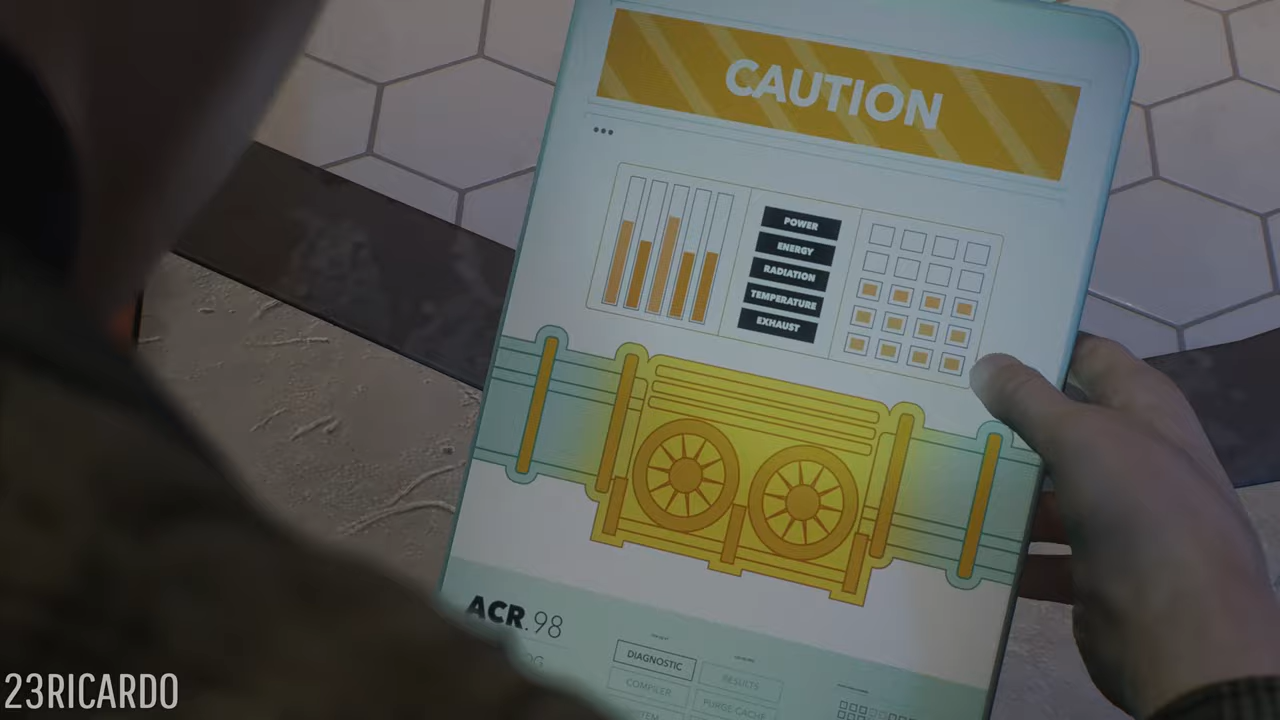 CAUTION
POWER
ENERGY
RADIATION
TEMPERATURE
EXHAUST
ACR.98
DIAGNOSTIC
RESULTS
COMPILER
PURGE CACHE
23RICARDO